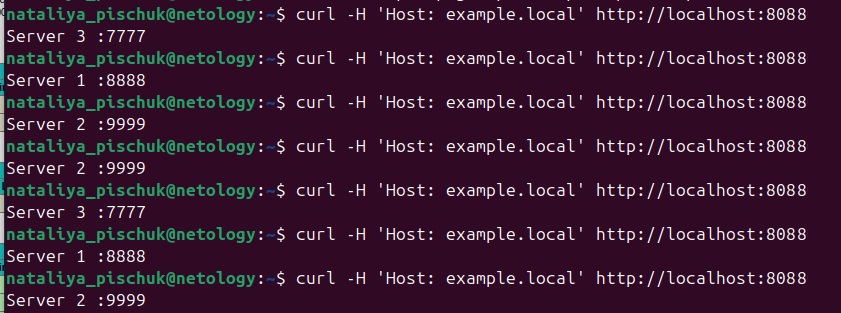 nataliya_pischuk@netology:~$ curl -H 'Host: example.local' http://localhost:8088
Server 3 :7777
nataliya_pischuk@netology:~$ curl -H 'Host: example.local' http://localhost:8088
Server 1 :8888
nataliya_pischuk@netology:~$ curl -H 'Host: example.local' http://localhost:8088
Server 2 :9999
nataliya_pischuk@netology:~$ curl -H 'Host: example.local' http://localhost:8088
Server 2 :9999
nataliya_pischuk@netology:~$ curl -H 'Host: example.local' http://localhost:8088
Server 3 :7777
nataliya_pischuk@netology:~$ curl -H 'Host: example.local' http://localhost:8088
Server 1 :8888
nataliya_pischuk@netology:~$ curl -H 'Host: example.local' http://localhost:8088
Server 2 :9999